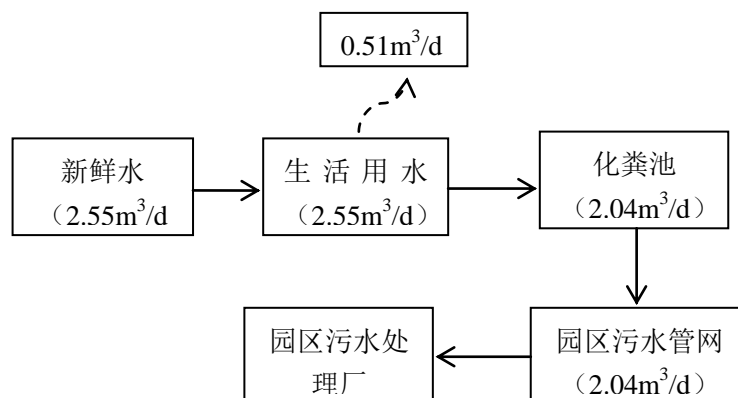 0.51m³/d
新鲜水
（2.55m³/d
生 活 用 水
（2.55m³/d）
化粪池
（2.04m³/d）
园区污水处
理厂
园区污水管网
（2.04m³/d）